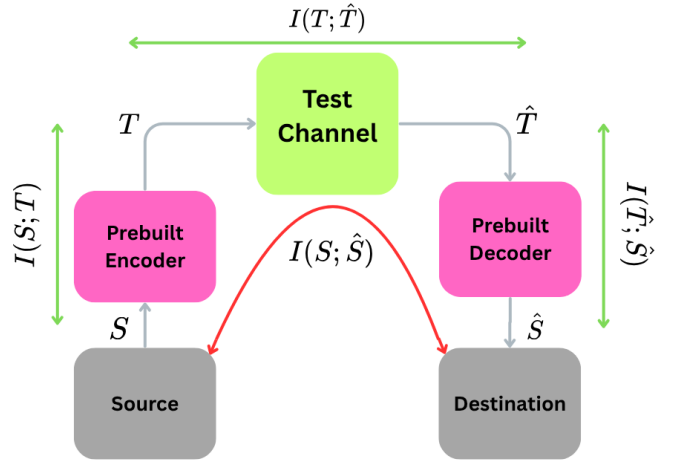 I(T; T̂)
Test
Channel
T
T̂
I(S; T)
Prebuilt
Encoder
I(S; Ŝ)
Prebuilt
Decoder
I(T̂; Ŝ)
S
Ŝ
Source
Destination